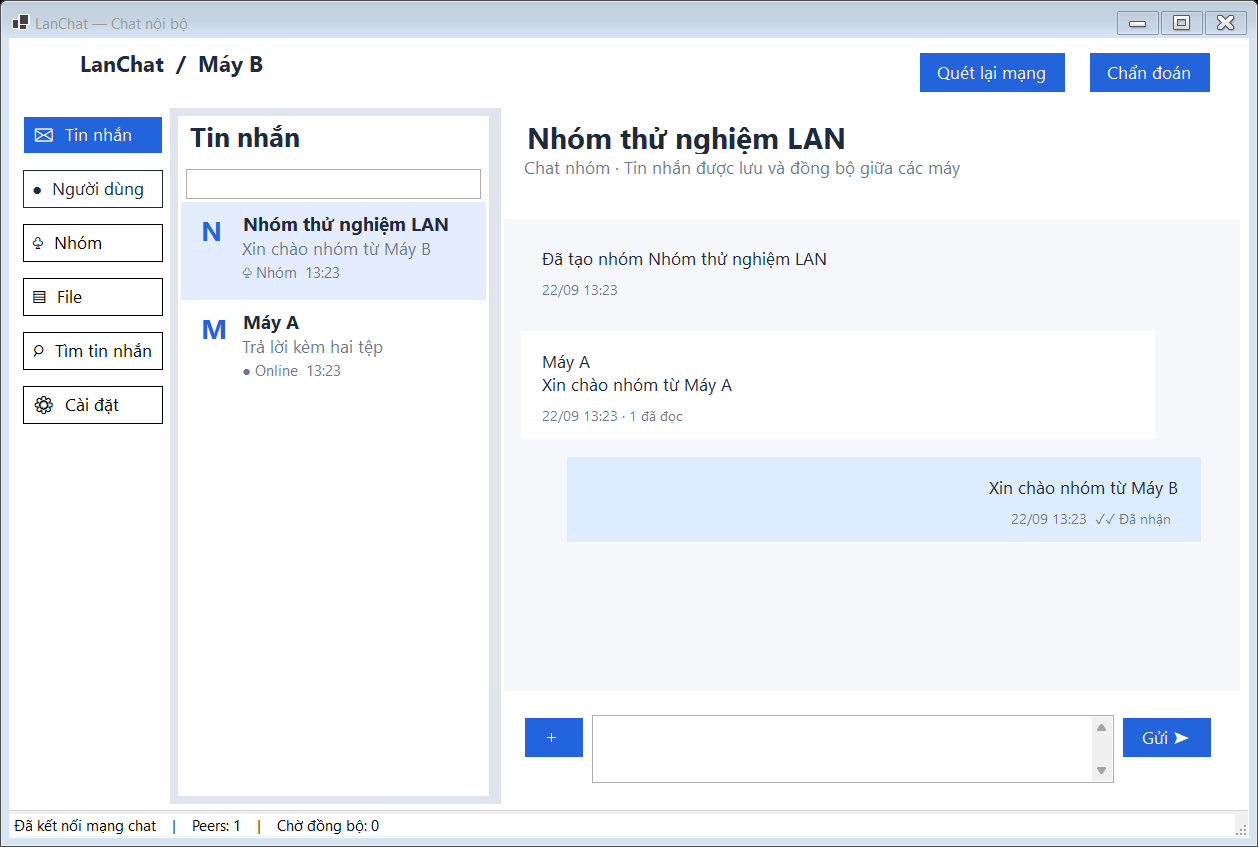 LanChat — Chat nội bộ
LanChat / Máy B
Quét lại mạng
Chẩn đoán
Tin nhắn
Người dùng
Nhóm
File
Tìm tin nhắn
Cài đặt
Tin nhắn
N
Nhóm thử nghiệm LAN
Xin chào nhóm từ Máy B
Nhóm 13:23
M
Máy A
Trả lời kèm hai tệp
● Online 13:23
Nhóm thử nghiệm LAN
Chat nhóm · Tin nhắn được lưu và đồng bộ giữa các máy
Đã tạo nhóm Nhóm thử nghiệm LAN
22/09 13:23
Máy A
Xin chào nhóm từ Máy A
22/09 13:23 · 1 đã đọc
Xin chào nhóm từ Máy B
22/09 13:23 ✓✓ Đã nhận
+
Gửi ➤
Đã kết nối mạng chat | Peers: 1 | Chờ đồng bộ: 0